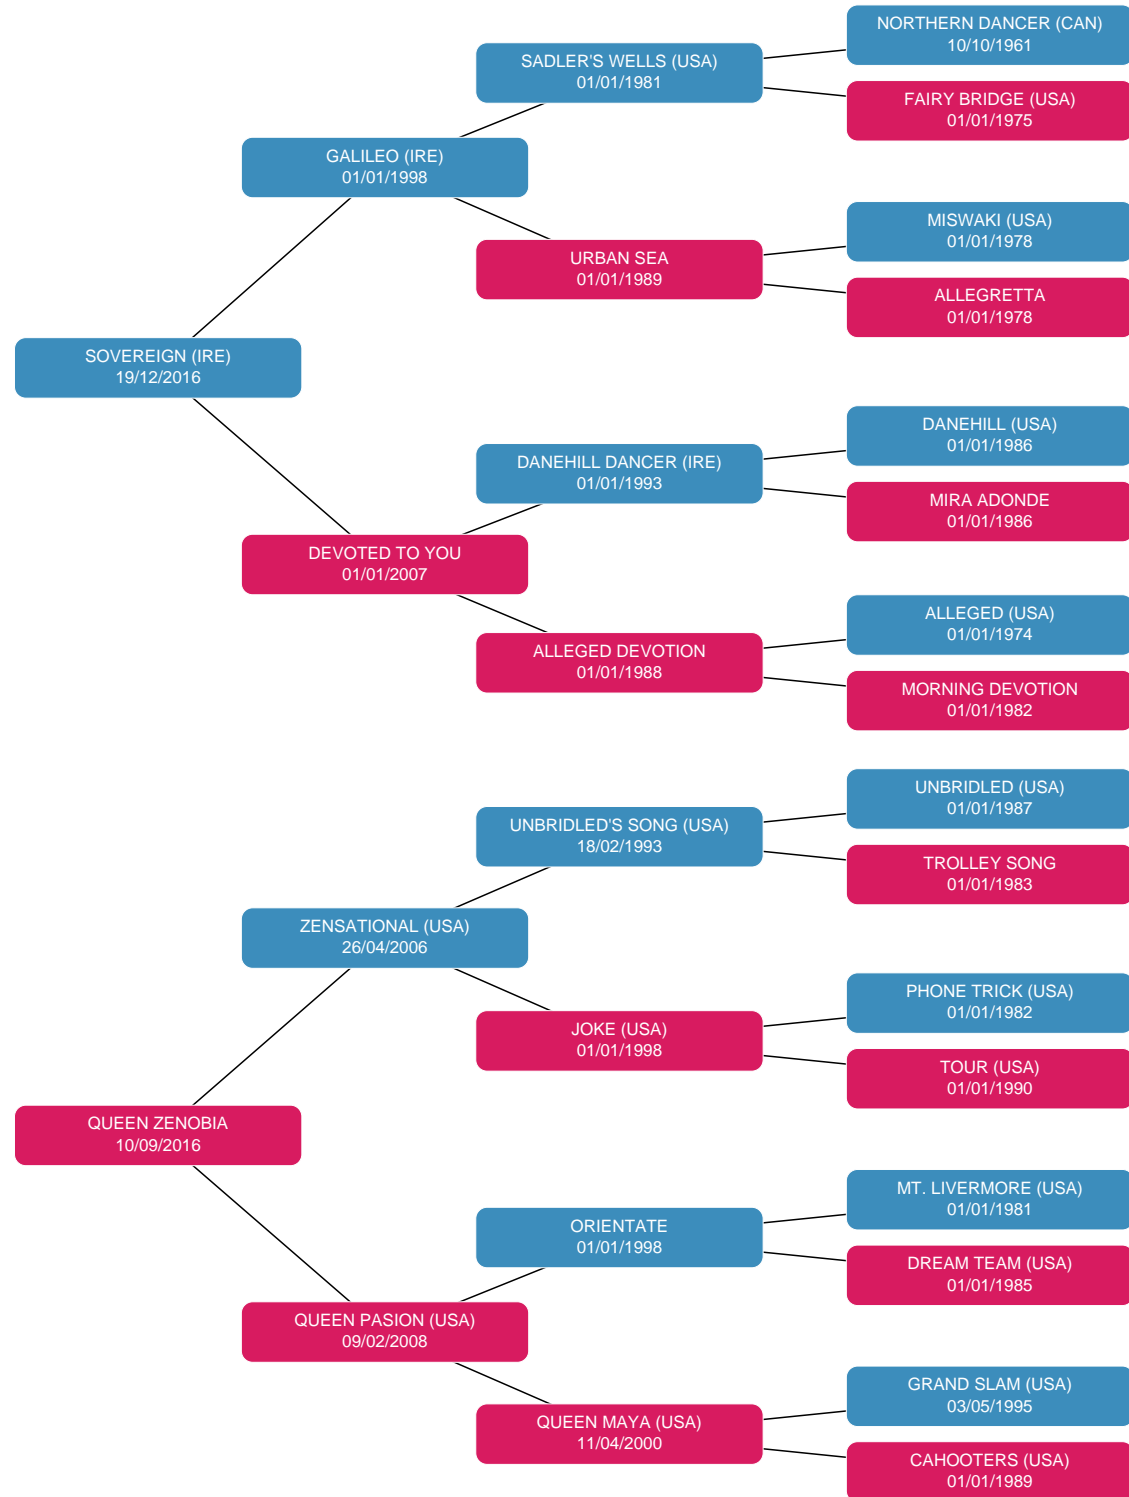 NORTHERN DANCER (CAN)
10/10/1961
SADLER'S WELLS (USA)
01/01/1981
FAIRY BRIDGE (USA)
01/01/1975
GALILEO (IRE)
01/01/1998
MISWAKI (USA)
01/01/1978
URBAN SEA
01/01/1989
ALLEGRETTA
01/01/1978
SOVEREIGN (IRE)
19/12/2016
DANEHILL (USA)
01/01/1986
DANEHILL DANCER (IRE)
01/01/1993
MIRA ADONDE
01/01/1986
DEVOTED TO YOU
01/01/2007
ALLEGED (USA)
01/01/1974
ALLEGED DEVOTION
01/01/1988
MORNING DEVOTION
01/01/1982
UNBRIDLED (USA)
01/01/1987
UNBRIDLED'S SONG (USA)
18/02/1993
TROLLEY SONG
01/01/1983
ZENSATIONAL (USA)
26/04/2006
PHONE TRICK (USA)
01/01/1982
JOKE (USA)
01/01/1998
TOUR (USA)
01/01/1990
QUEEN ZENOBIA
10/09/2016
MT. LIVERMORE (USA)
01/01/1981
ORIENTATE
01/01/1998
DREAM TEAM (USA)
01/01/1985
QUEEN PASION (USA)
09/02/2008
GRAND SLAM (USA)
03/05/1995
QUEEN MAYA (USA)
11/04/2000
CAHOOTERS (USA)
01/01/1989